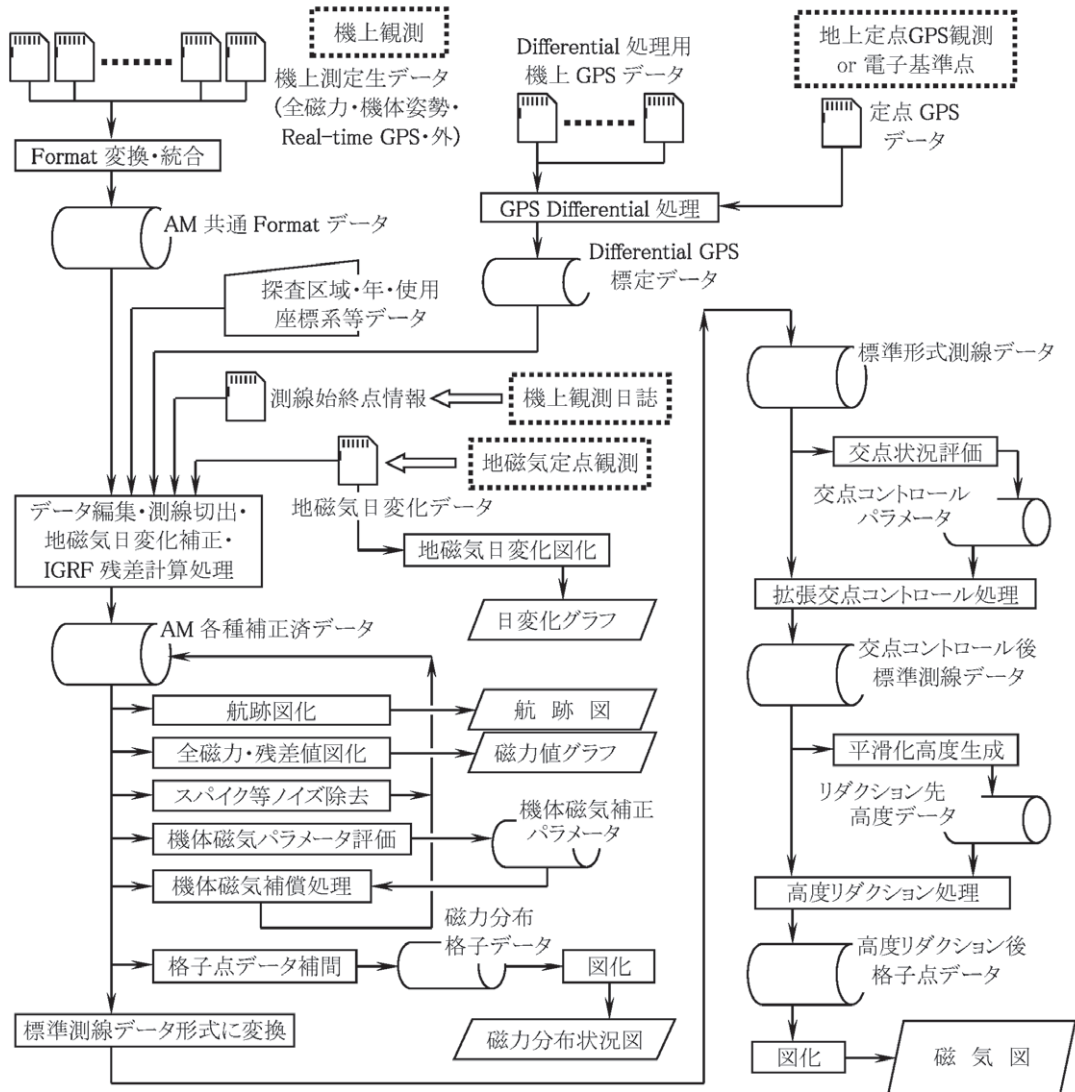 機上観測
機上測定生データ
(全磁力・機体姿勢・
Real-time GPS・外)
Differential 処理用
機上 GPS データ
地上定点GPS観測
or 電子基準点
定点 GPS
データ
Format 変換・統合
GPS Differential 処理
AM 共通 Format データ
Differential GPS
標定データ
探査区域・年・使用
座標系等データ
測線始終点情報
機上観測日誌
地磁気定点観測
地磁気日変化データ
データ編集・測線切出・
地磁気日変化補正・
IGRF 残差計算処理
地磁気日変化図化
日変化グラフ
AM 各種補正済データ
航跡図化
航 跡 図
全磁力・残差値図化
磁力値グラフ
スパイク等ノイズ除去
機体磁気パラメータ評価
機体磁気補正
パラメータ
機体磁気補償処理
磁力分布
格子データ
格子点データ補間
図化
磁力分布状況図
標準測線データ形式に変換
標準形式測線データ
交点状況評価
交点コントロール
パラメータ
拡張交点コントロール処理
交点コントロール後
標準測線データ
平滑化高度生成
リダクション先
高度データ
高度リダクション処理
高度リダクション後
格子点データ
図化
磁 気 図